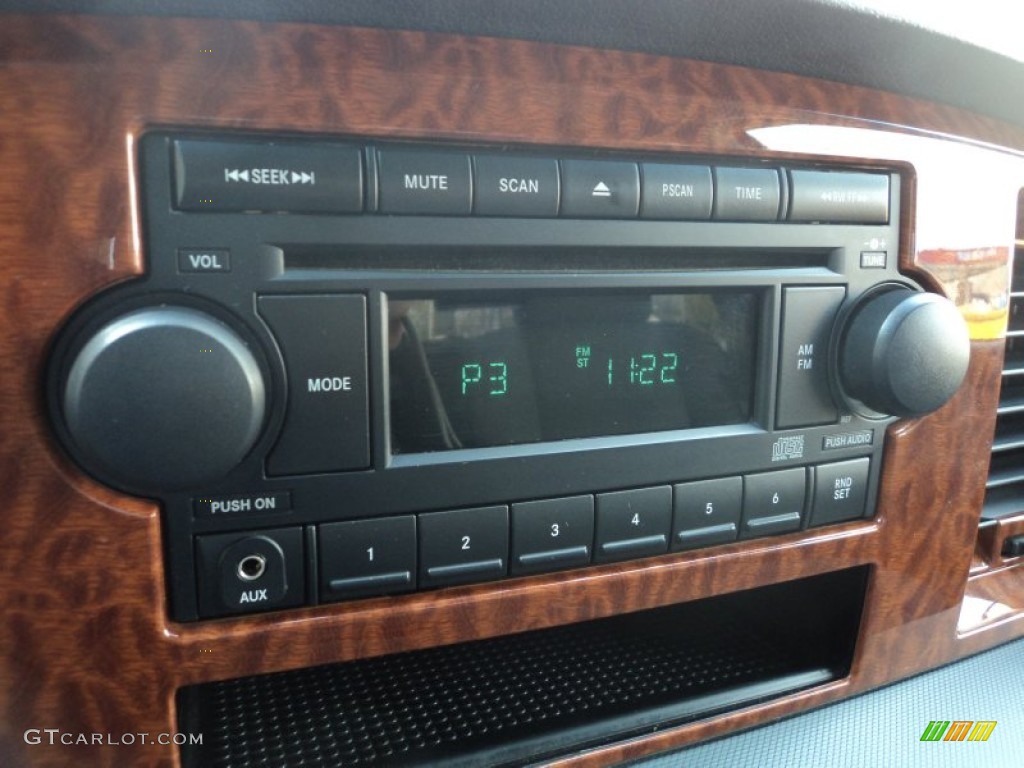 SEEK MUTE SCAN PSCAN TIME
VOL TUNE
MODE P3 FM ST 11:22 AM FM
PUSH AUDIO
PUSH ON RND SET
1 2 3 4 5 6
AUX
GTCARLOT.COM